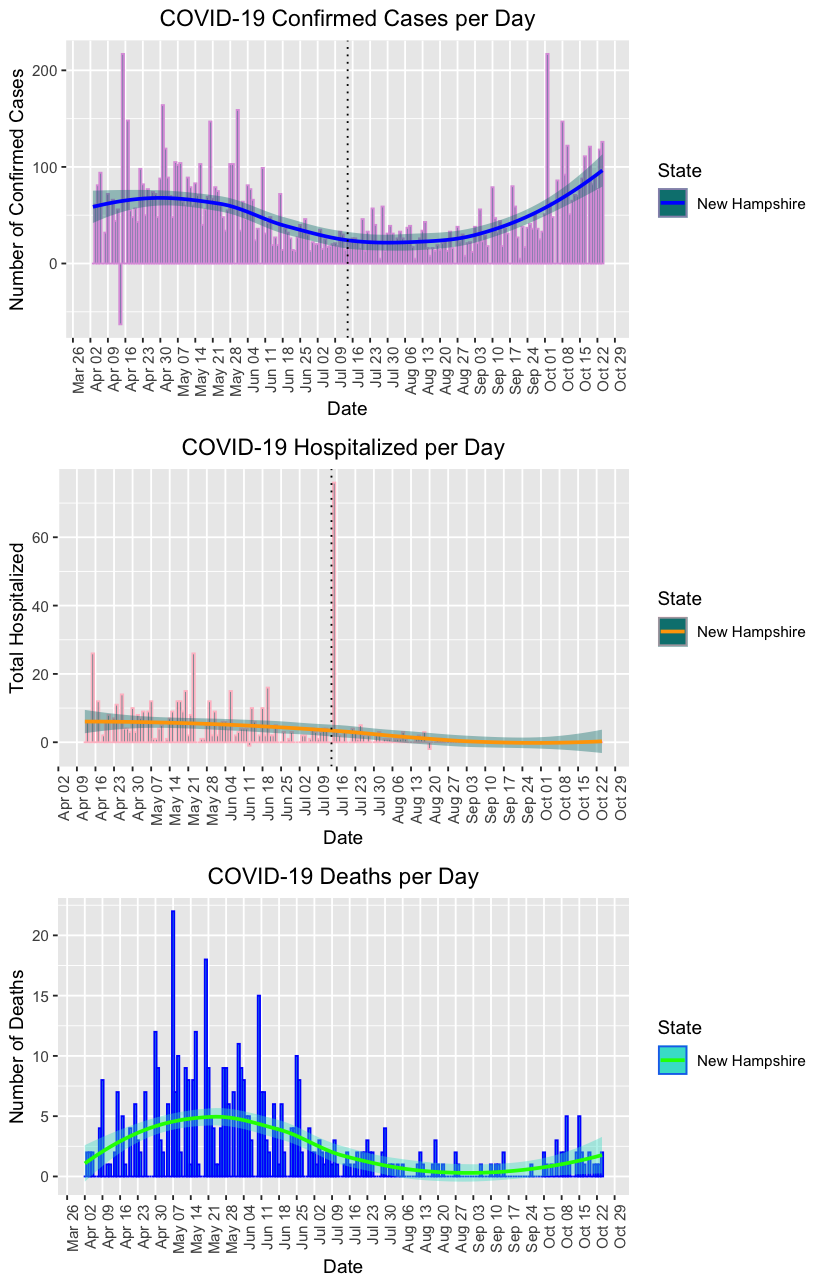 COVID-19 Confirmed Cases per Day
Number of Confirmed Cases
200
100
0
Mar 26
Apr 02
Apr 09
Apr 16
Apr 23
Apr 30
May 07
May 14
May 21
May 28
Jun 04
Jun 11
Jun 18
Jun 25
Jul 02
Jul 09
Jul 16
Jul 23
Jul 30
Aug 06
Aug 13
Aug 20
Aug 27
Sep 03
Sep 10
Sep 17
Sep 24
Oct 01
Oct 08
Oct 15
Oct 22
Oct 29
Date
State
New Hampshire
COVID-19 Hospitalized per Day
Total Hospitalized
60
40
20
0
Apr 02
Apr 09
Apr 16
Apr 23
Apr 30
May 07
May 14
May 21
May 28
Jun 04
Jun 11
Jun 18
Jun 25
Jul 02
Jul 09
Jul 16
Jul 23
Jul 30
Aug 06
Aug 13
Aug 20
Aug 27
Sep 03
Sep 10
Sep 17
Sep 24
Oct 01
Oct 08
Oct 15
Oct 22
Oct 29
Date
State
New Hampshire
COVID-19 Deaths per Day
Number of Deaths
20
15
10
5
0
Mar 26
Apr 02
Apr 09
Apr 16
Apr 23
Apr 30
May 07
May 14
May 21
May 28
Jun 04
Jun 11
Jun 18
Jun 25
Jul 02
Jul 09
Jul 16
Jul 23
Jul 30
Aug 06
Aug 13
Aug 20
Aug 27
Sep 03
Sep 10
Sep 17
Sep 24
Oct 01
Oct 08
Oct 15
Oct 22
Oct 29
Date
State
New Hampshire